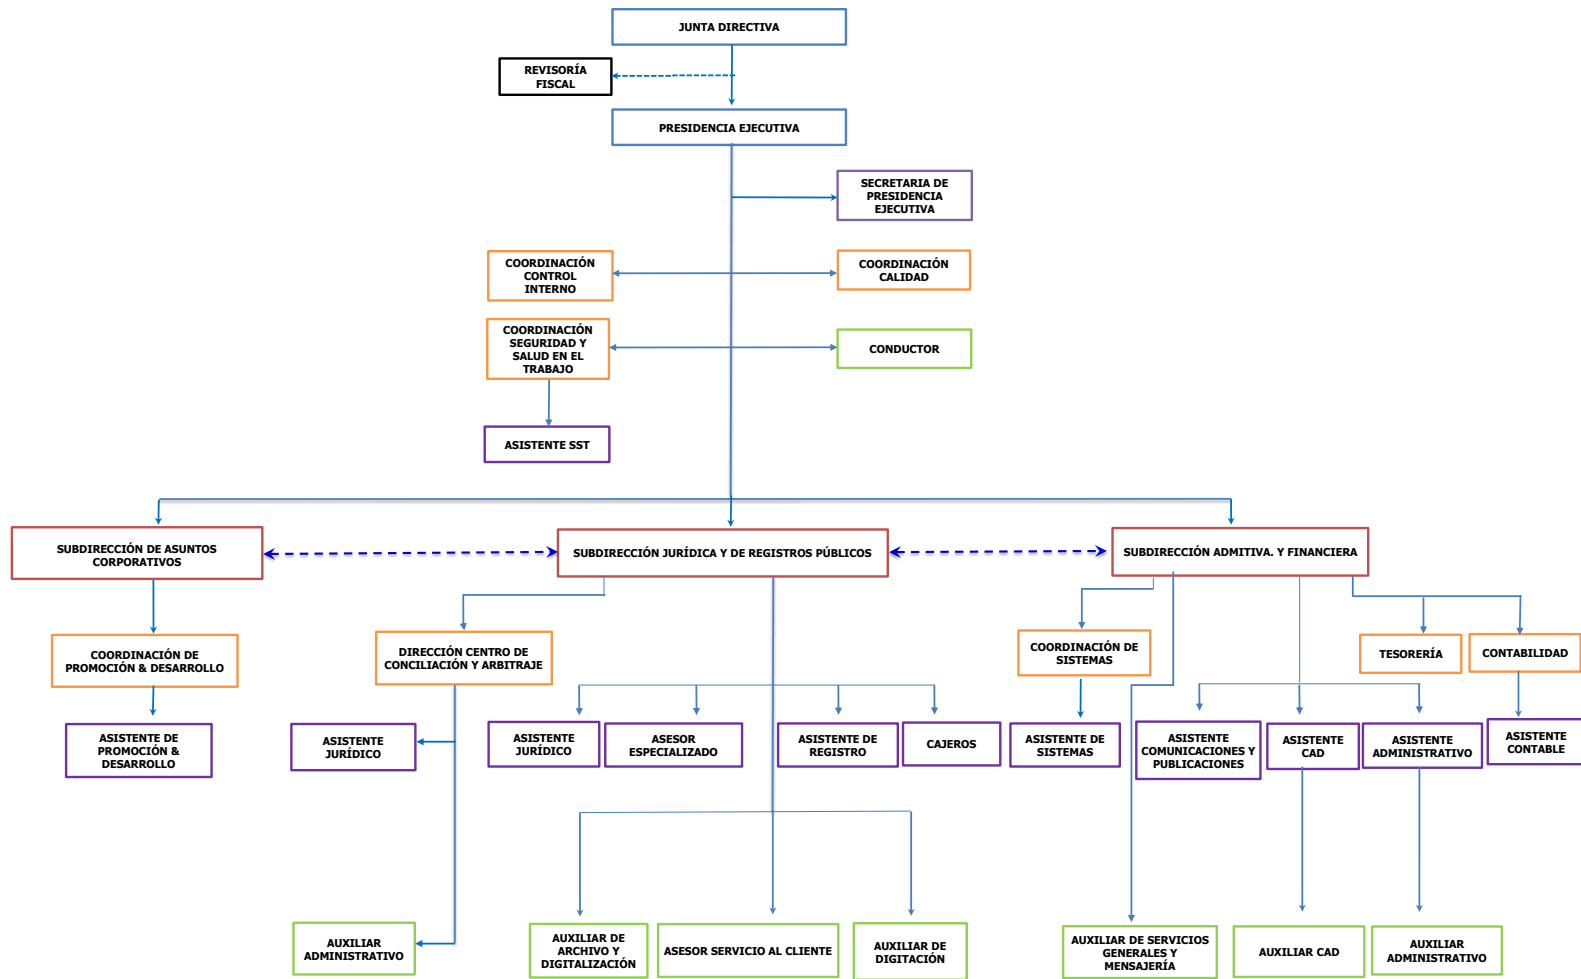 JUNTA DIRECTIVA
REVISORÍA
FISCAL
PRESIDENCIA EJECUTIVA
SECRETARIA DE
PRESIDENCIA
EJECUTIVA
COORDINACIÓN
CONTROL
INTERNO
COORDINACIÓN
CALIDAD
COORDINACIÓN
SEGURIDAD Y
SALUD EN EL
TRABAJO
CONDUCTOR
ASISTENTE SST
SUBDIRECCIÓN DE ASUNTOS
CORPORATIVOS
SUBDIRECCIÓN JURÍDICA Y DE REGISTROS PÚBLICOS
SUBDIRECCIÓN ADMITIVA. Y FINANCIERA
COORDINACIÓN DE
PROMOCIÓN & DESARROLLO
DIRECCIÓN CENTRO DE
CONCILIACIÓN Y ARBITRAJE
COORDINACIÓN DE
SISTEMAS
TESORERÍA
CONTABILIDAD
ASISTENTE DE
PROMOCIÓN &
DESARROLLO
ASISTENTE
JURÍDICO
ASISTENTE
JURÍDICO
ASESOR
ESPECIALIZADO
ASISTENTE DE
REGISTRO
CAJEROS
ASISTENTE DE
SISTEMAS
ASISTENTE
COMUNICACIONES Y
PUBLICACIONES
ASISTENTE
CAD
ASISTENTE
ADMINISTRATIVO
ASISTENTE
CONTABLE
AUXILIAR
ADMINISTRATIVO
AUXILIAR DE
ARCHIVO Y
DIGITALIZACIÓN
ASESOR SERVICIO AL CLIENTE
AUXILIAR DE
DIGITACIÓN
AUXILIAR DE SERVICIOS
GENERALES Y
MENSAJERÍA
AUXILIAR CAD
AUXILIAR
ADMINISTRATIVO